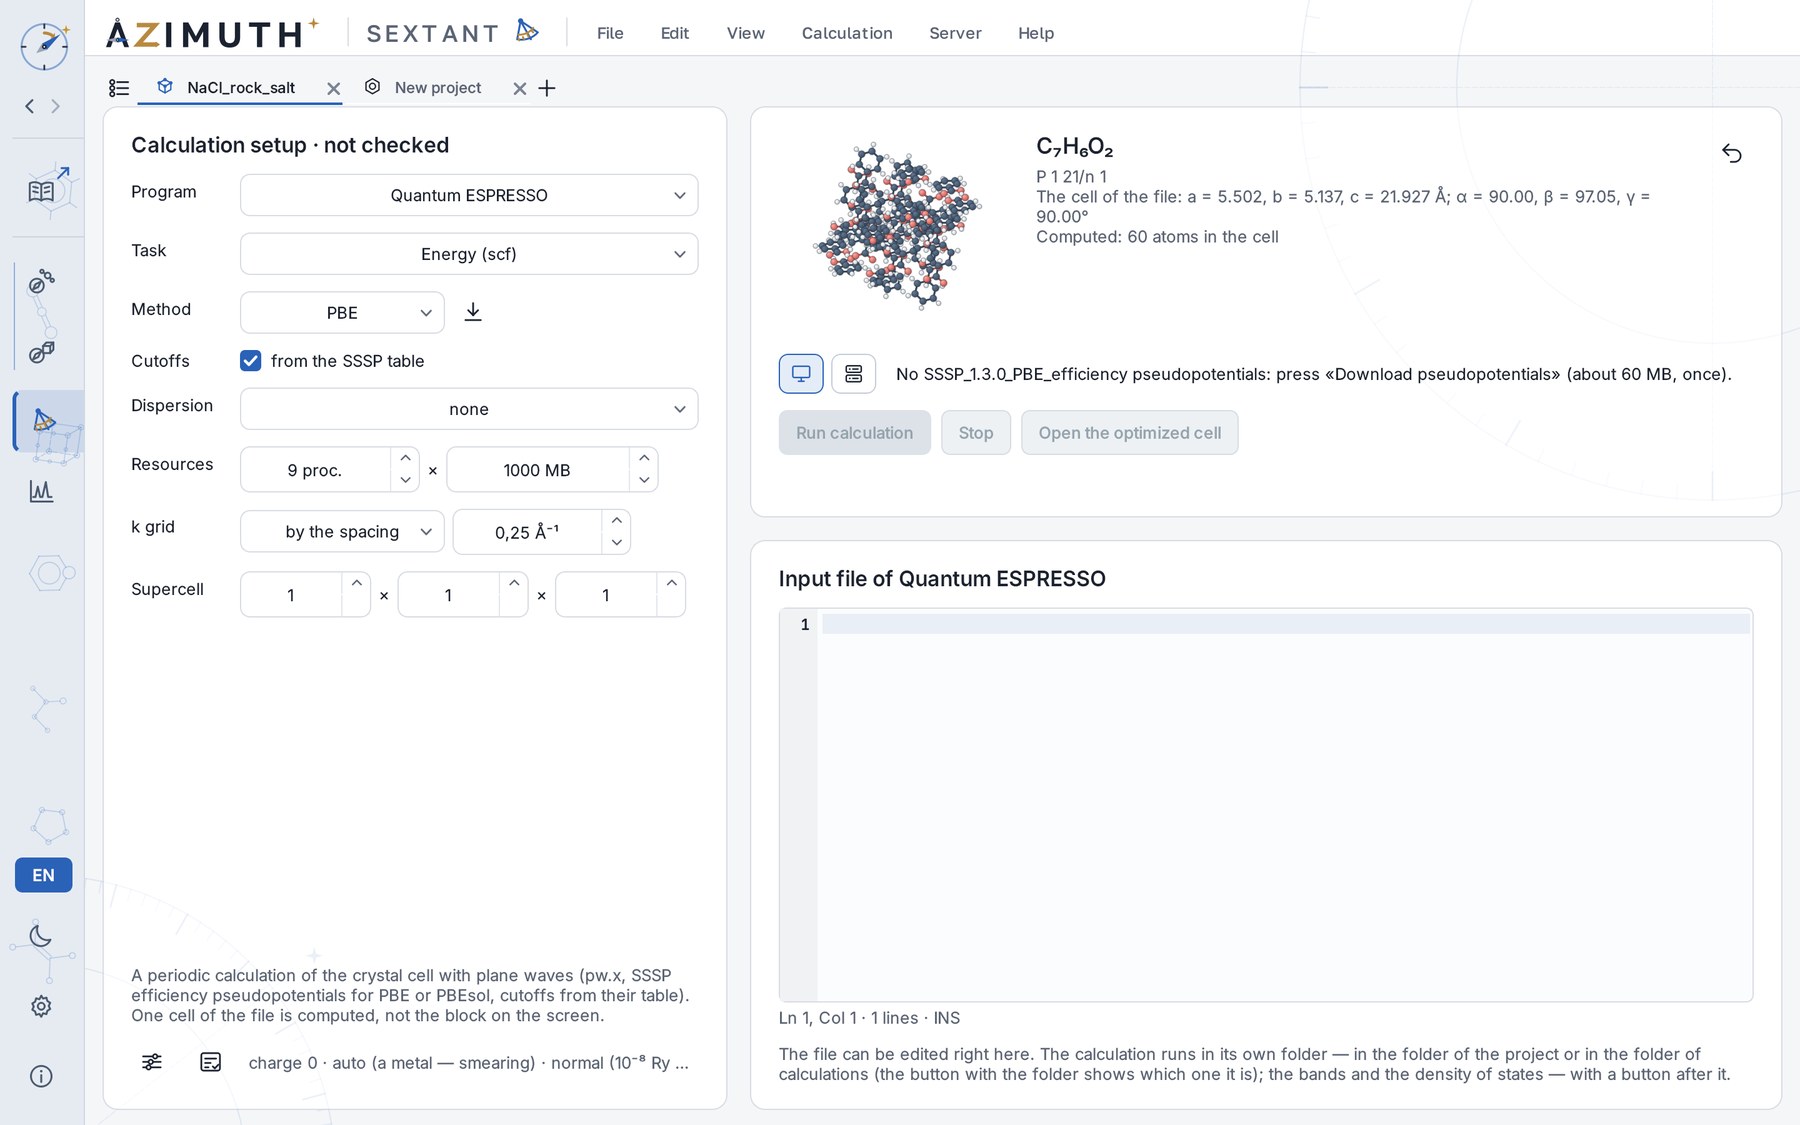 AZIMUTH
SEXTANT
File Edit View Calculation Server Help
NaCl_rock_salt New project
Calculation setup · not checked
Program Quantum ESPRESSO
Task Energy (scf)
Method PBE
Cutoffs from the SSSP table
Dispersion none
Resources 9 proc. × 1000 MB
k grid by the spacing 0,25 Å⁻¹
Supercell 1 × 1 × 1
A periodic calculation of the crystal cell with plane waves (pw.x, SSSP
efficiency pseudopotentials for PBE or PBEsol, cutoffs from their table).
One cell of the file is computed, not the block on the screen.
charge 0 · auto (a metal — smearing) · normal (10⁻⁸ Ry ...
C₇H₆O₂
P 1 21/n 1
The cell of the file: a = 5.502, b = 5.137, c = 21.927 Å; α = 90.00, β = 97.05, γ =
90.00°
Computed: 60 atoms in the cell
No SSSP_1.3.0_PBE_efficiency pseudopotentials: press «Download pseudopotentials» (about 60 MB, once).
Run calculation Stop Open the optimized cell
Input file of Quantum ESPRESSO
1
Ln 1, Col 1 · 1 lines · INS
The file can be edited right here. The calculation runs in its own folder — in the folder of the project or in the folder of
calculations (the button with the folder shows which one it is); the bands and the density of states — with a button after it.
EN